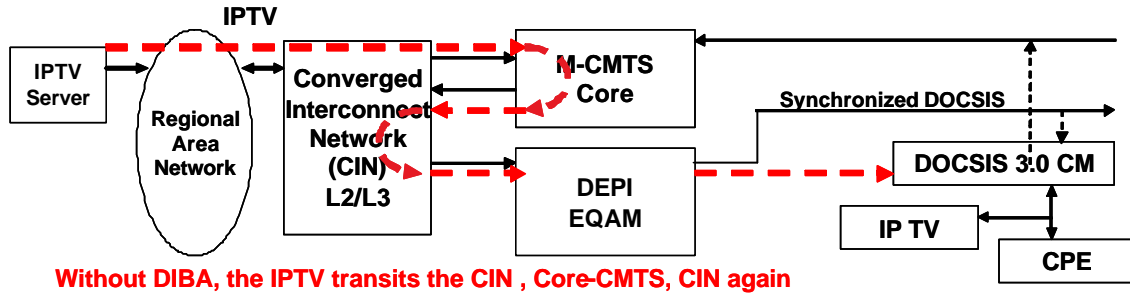 IPTV
IPTV
Server
Regional
Area
Network
Converged
Interconnect
Network
(CIN)
L2/L3
M-CMTS
Core
Synchronized DOCSIS
DEPI
EQAM
DOCSIS 3.0 CM
IP TV
CPE
Without DIBA, the IPTV transits the CIN , Core-CMTS, CIN again